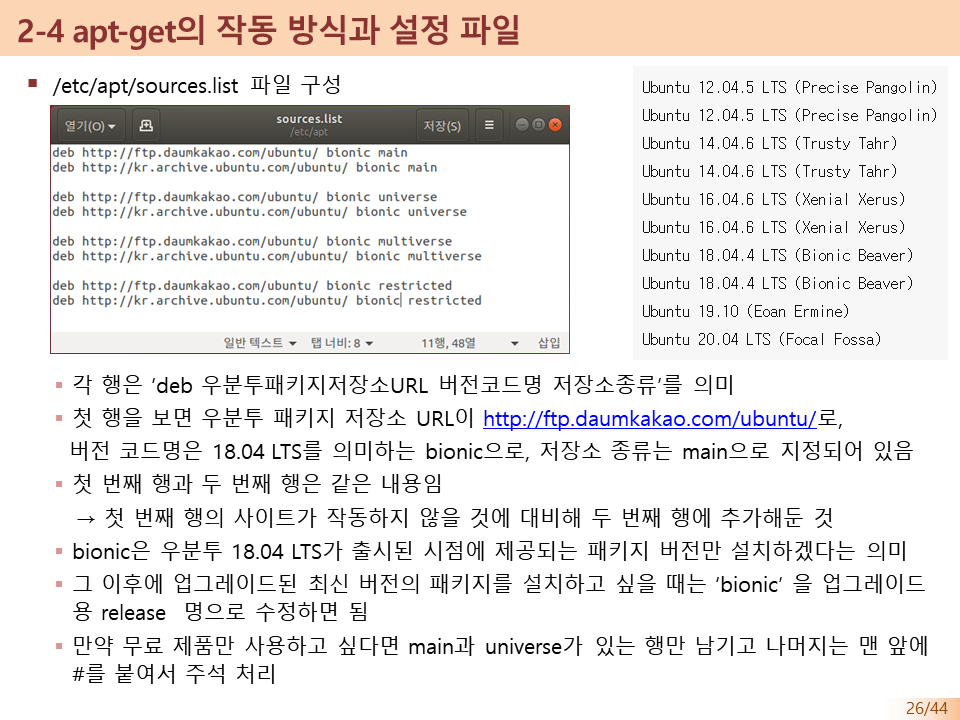 2-4 apt-get의 작동 방식과 설정 파일
/etc/apt/sources.list 파일 구성
열기(O)
sources.list
/etc/apt
저장(S)
deb http://ftp.daumkakao.com/ubuntu/ bionic main
deb http://kr.archive.ubuntu.com/ubuntu/ bionic main
deb http://ftp.daumkakao.com/ubuntu/ bionic universe
deb http://kr.archive.ubuntu.com/ubuntu/ bionic universe
deb http://ftp.daumkakao.com/ubuntu/ bionic multiverse
deb http://kr.archive.ubuntu.com/ubuntu/ bionic multiverse
deb http://ftp.daumkakao.com/ubuntu/ bionic restricted
deb http://kr.archive.ubuntu.com/ubuntu/ bionic restricted
일반 텍스트 탭 너비: 8 11행, 48열 삽입
Ubuntu 12.04.5 LTS (Precise Pangolin)
Ubuntu 12.04.5 LTS (Precise Pangolin)
Ubuntu 14.04.6 LTS (Trusty Tahr)
Ubuntu 14.04.6 LTS (Trusty Tahr)
Ubuntu 16.04.6 LTS (Xenial Xerus)
Ubuntu 16.04.6 LTS (Xenial Xerus)
Ubuntu 18.04.4 LTS (Bionic Beaver)
Ubuntu 18.04.4 LTS (Bionic Beaver)
Ubuntu 19.10 (Eoan Ermine)
Ubuntu 20.04 LTS (Focal Fossa)
각 행은 ‘deb 우분투패키지저장소URL 버전코드명 저장소종류’를 의미
첫 행을 보면 우분투 패키지 저장소 URL이 http://ftp.daumkakao.com/ubuntu/로,
버전 코드명은 18.04 LTS를 의미하는 bionic으로, 저장소 종류는 main으로 지정되어 있음
첫 번째 행과 두 번째 행은 같은 내용임
→ 첫 번째 행의 사이트가 작동하지 않을 것에 대비해 두 번째 행에 추가해둔 것
bionic은 우분투 18.04 LTS가 출시된 시점에 제공되는 패키지 버전만 설치하겠다는 의미
그 이후에 업그레이드된 최신 버전의 패키지를 설치하고 싶을 때는 ‘bionic’ 을 업그레이드
용 release 명으로 수정하면 됨
만약 무료 제품만 사용하고 싶다면 main과 universe가 있는 행만 남기고 나머지는 맨 앞에
#를 붙여서 주석 처리
26/44